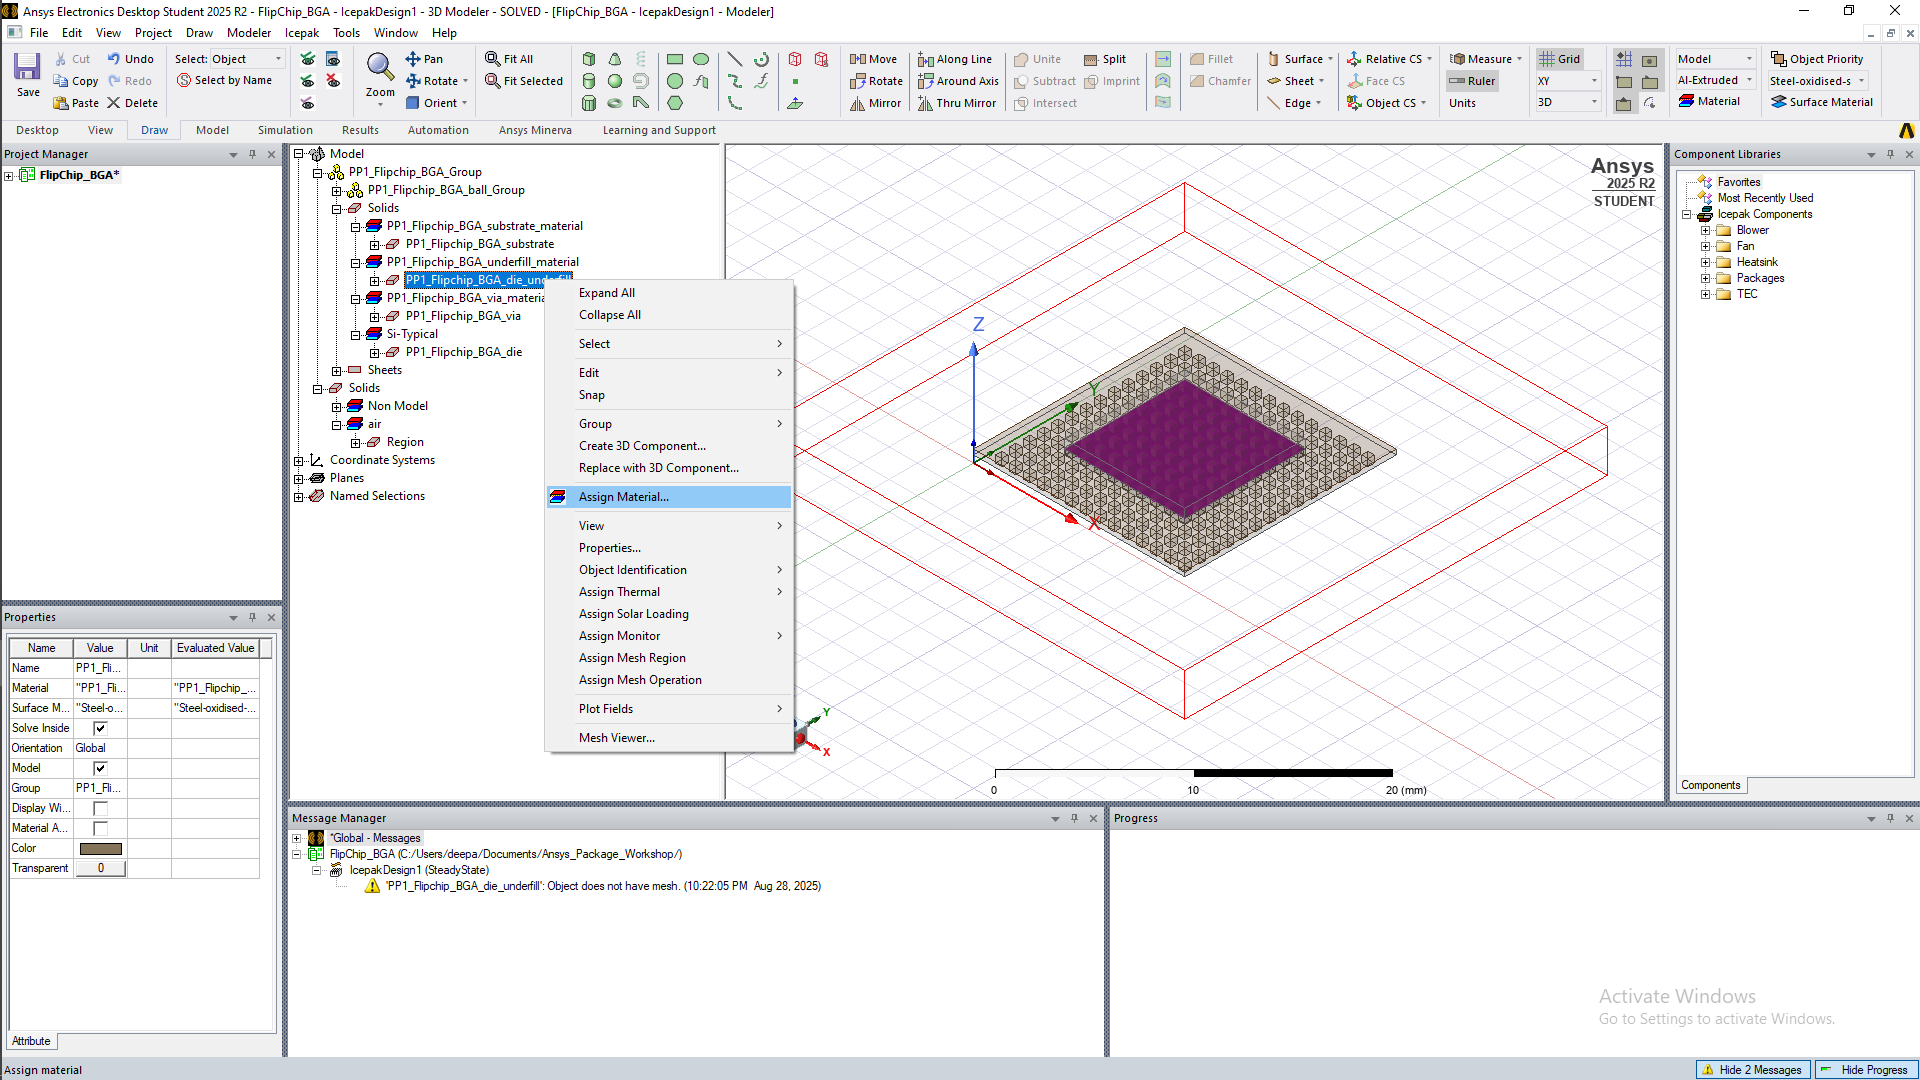 Ansys Electronics Desktop Student 2025 R2 - FlipChip_BGA - IcepakDesign1 - 3D Modeler - SOLVED - [FlipChip_BGA - IcepakDesign1 - Modeler]
File Edit View Project Draw Modeler Icepak Tools Window Help
Save
Cut Undo
Copy Redo
Paste Delete
Select: Object
Select by Name
Zoom
Pan
Rotate
Orient
Fit All
Fit Selected
Move
Rotate
Mirror
Along Line
Around Axis
Thru Mirror
Unite Split
Subtract Imprint
Intersect
Fillet
Chamfer
Surface
Sheet
Edge
Relative CS
Face CS
Object CS
Measure
Ruler
Units
Grid
XY
3D
Model
Al-Extruded
Material
Object Priority
Steel-oxidised-s
Surface Material
Desktop View Draw Model Simulation Results Automation Ansys Minerva Learning and Support
Project Manager
FlipChip_BGA*
Model
PP1_Flipchip_BGA_Group
PP1_Flipchip_BGA_ball_Group
Solids
PP1_Flipchip_BGA_substrate_material
PP1_Flipchip_BGA_substrate
PP1_Flipchip_BGA_underfill_material
PP1_Flipchip_BGA_die_underfill
PP1_Flipchip_BGA_via_materia
PP1_Flipchip_BGA_via
Si-Typical
PP1_Flipchip_BGA_die
Sheets
Solids
Non Model
air
Region
Coordinate Systems
Planes
Named Selections
Expand All
Collapse All
Select
Edit
Snap
Group
Create 3D Component...
Replace with 3D Component...
Assign Material...
View
Properties...
Object Identification
Assign Thermal
Assign Solar Loading
Assign Monitor
Assign Mesh Region
Assign Mesh Operation
Plot Fields
Mesh Viewer...
Ansys
2025 R2
STUDENT
Z
Y
X
Y
X
0 10 20 (mm)
Component Libraries
Favorites
Most Recently Used
Icepak Components
Blower
Fan
Heatsink
Packages
TEC
Components
Properties
Name Value Unit Evaluated Value
Name PP1_Fli...
Material "PP1_Fli... "PP1_Flipchip_...
Surface M... "Steel-o... "Steel-oxidised-...
Solve Inside
Orientation Global
Model
Group PP1_Fli...
Display Wi...
Material A...
Color
Transparent 0
Attribute
Message Manager
*Global - Messages
FlipChip_BGA (C:/Users/deepa/Documents/Ansys_Package_Workshop/)
IcepakDesign1 (SteadyState)
'PP1_Flipchip_BGA_die_underfill': Object does not have mesh. (10:22:05 PM Aug 28, 2025)
Progress
Activate Windows
Go to Settings to activate Windows.
Assign material
Hide 2 Messages
Hide Progress